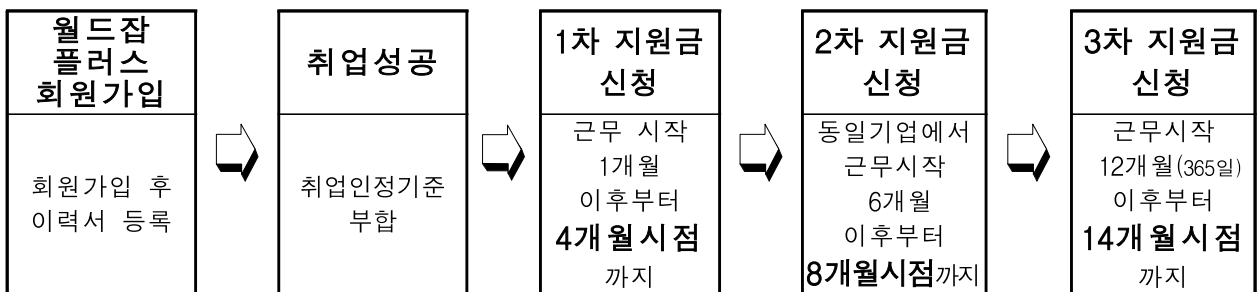 월드잡
플러스
회원가입
회원가입 후
이력서 등록
취업성공
취업인정기준
부합
1차 지원금
신청
근무 시작
1개월
이후부터
4개월시점
까지
2차 지원금
신청
동일기업에서
근무시작
6개월
이후부터
8개월시점까지
3차 지원금
신청
근무시작
12개월(365일)
이후부터
14개월시점
까지